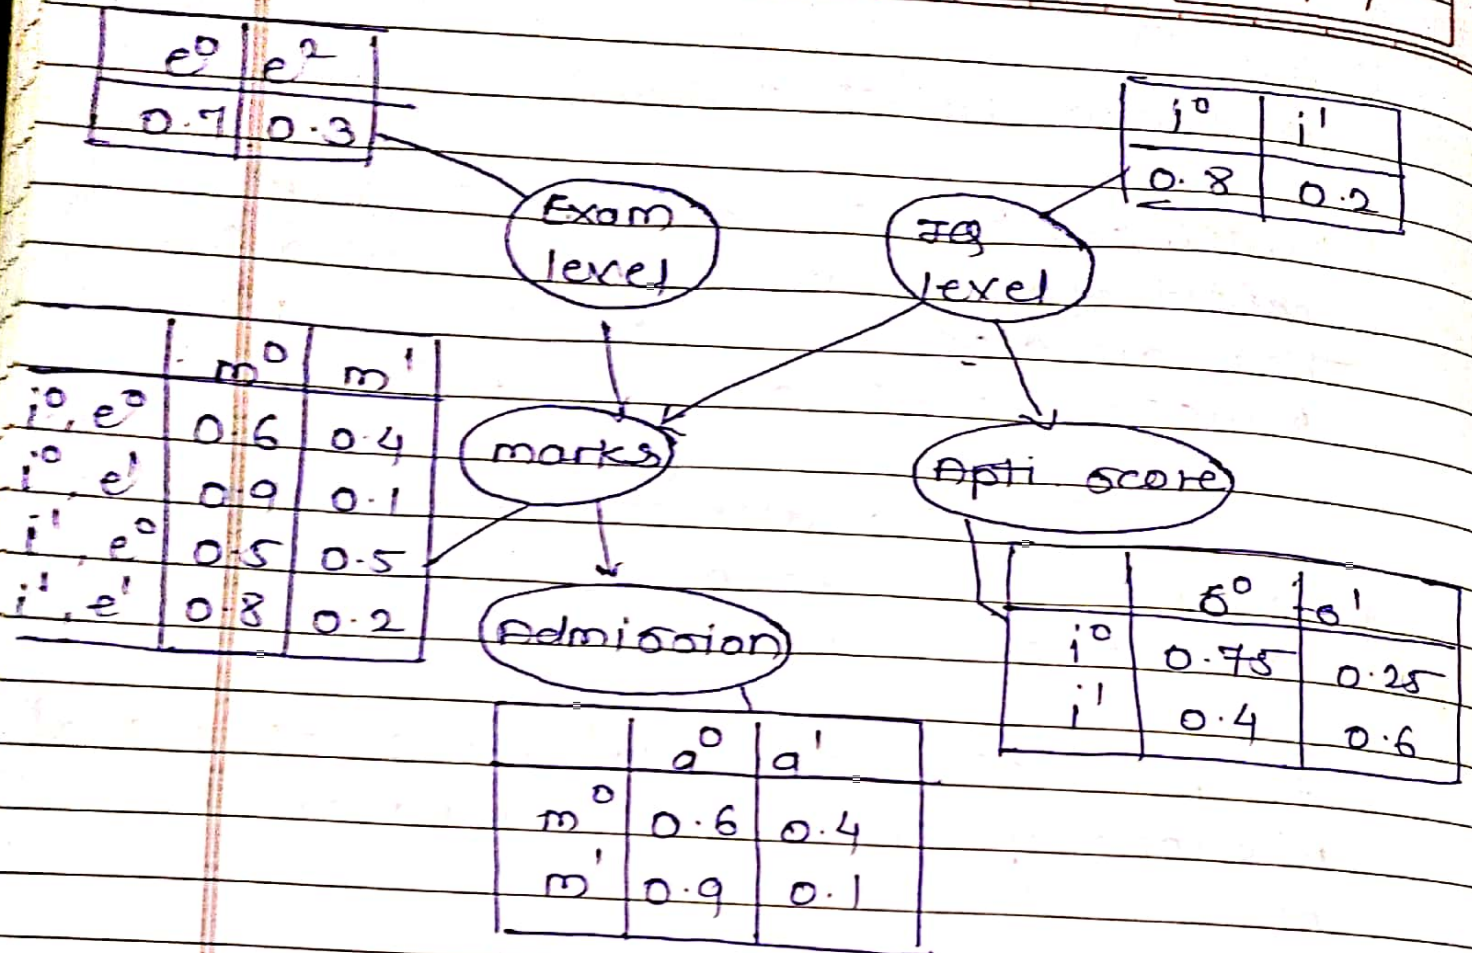 e⁰ e²
0.7 0.3
i⁰ i¹
0.8 0.2
Exam
level
IQ
level
m⁰ m¹
i⁰, e⁰ 0.6 0.4
i⁰, e¹ 0.9 0.1
i¹, e⁰ 0.5 0.5
i¹, e¹ 0.8 0.2
marks
Apti. score
s⁰ s¹
i⁰ 0.75 0.25
i¹ 0.4 0.6
Admission
a⁰ a¹
m⁰ 0.6 0.4
m¹ 0.9 0.1